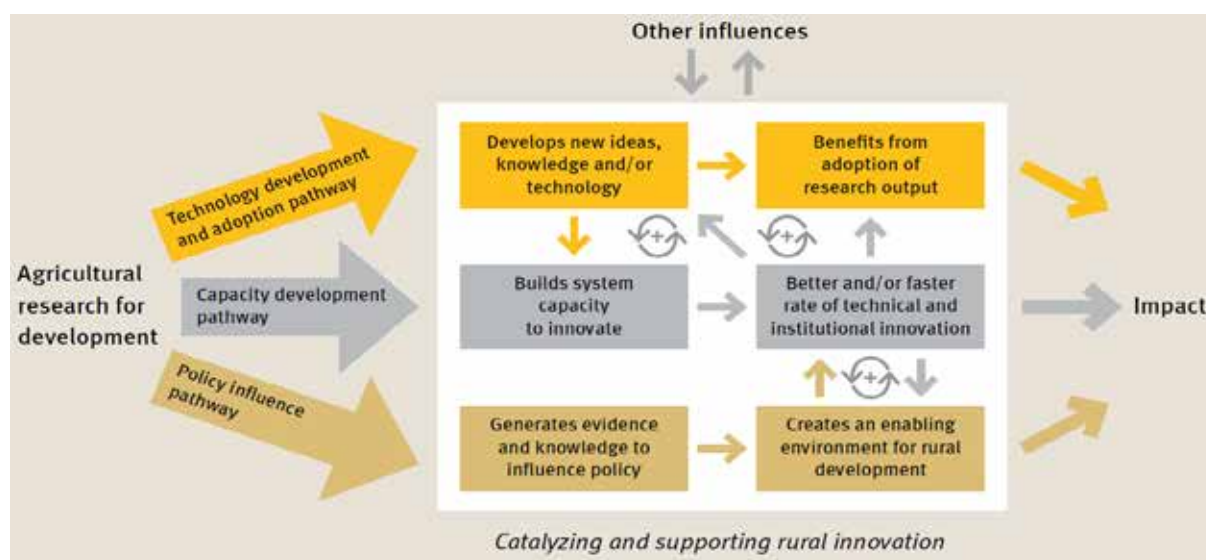 Other influences
Technology development
and adoption pathway
Develops new ideas,
knowledge and/or
technology
Benefits from
adoption of
research output
Agricultural
research for
development
Capacity development
pathway
Builds system
capacity
to innovate
Better and/or faster
rate of technical and
institutional innovation
Impact
Policy influence
pathway
Generates evidence
and knowledge to
influence policy
Creates an enabling
environment for rural
development
Catalyzing and supporting rural innovation